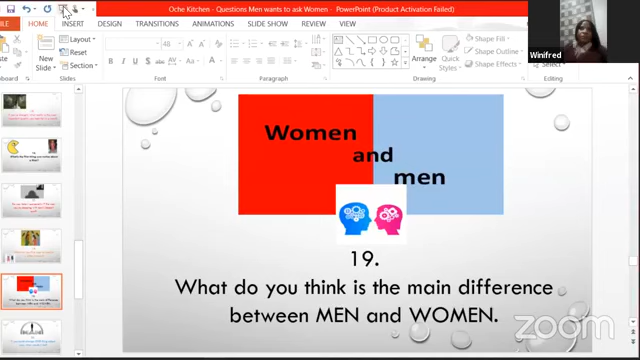 Oche Kitchen - Questions Men wants to ask Women - PowerPoint (Product Activation Failed)
FILE HOME INSERT DESIGN TRANSITIONS ANIMATIONS SLIDE SHOW REVIEW VIEW
Layout
Reset
Section
New
Slide
Slides
Font
Paragraph
Arrange
Quick
Styles
Shape Fill
Shape Outline
Shape Effects
Drawing
Winifred
Women
and
men
19.
What do you think is the main difference
between MEN and WOMEN.
zoom